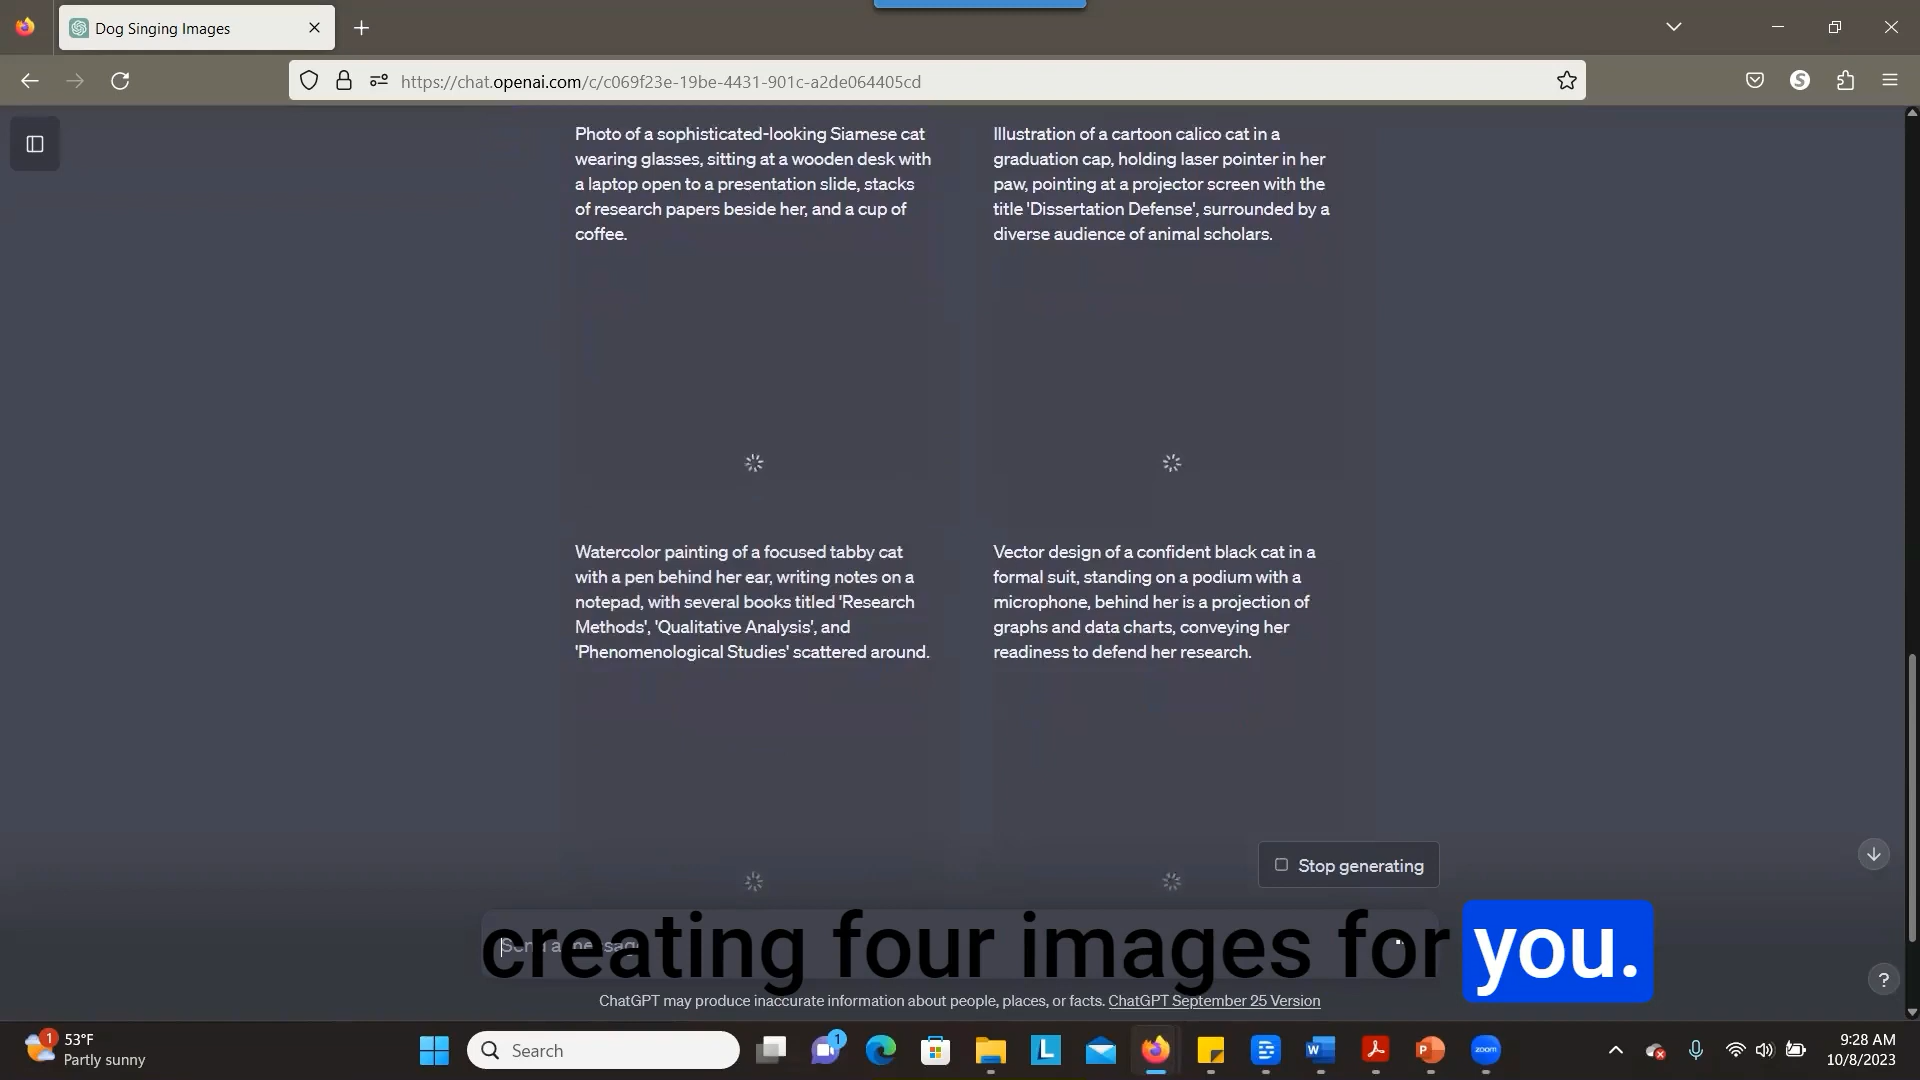 Dog Singing Images
https://chat.openai.com/c/c069f23e-19be-4431-901c-a2de064405cd
Photo of a sophisticated-looking Siamese cat
wearing glasses, sitting at a wooden desk with
a laptop open to a presentation slide, stacks
of research papers beside her, and a cup of
coffee.
Illustration of a cartoon calico cat in a
graduation cap, holding laser pointer in her
paw, pointing at a projector screen with the
title 'Dissertation Defense', surrounded by a
diverse audience of animal scholars.
Watercolor painting of a focused tabby cat
with a pen behind her ear, writing notes on a
notepad, with several books titled 'Research
Methods', 'Qualitative Analysis', and
'Phenomenological Studies' scattered around.
Vector design of a confident black cat in a
formal suit, standing on a podium with a
microphone, behind her is a projection of
graphs and data charts, conveying her
readiness to defend her research.
Stop generating
Send a message
creating four images for you.
ChatGPT may produce inaccurate information about people, places, or facts. ChatGPT September 25 Version
?
1
53°F
Partly sunny
Search
1
L
W
P
zoom
9:28 AM
10/8/2023